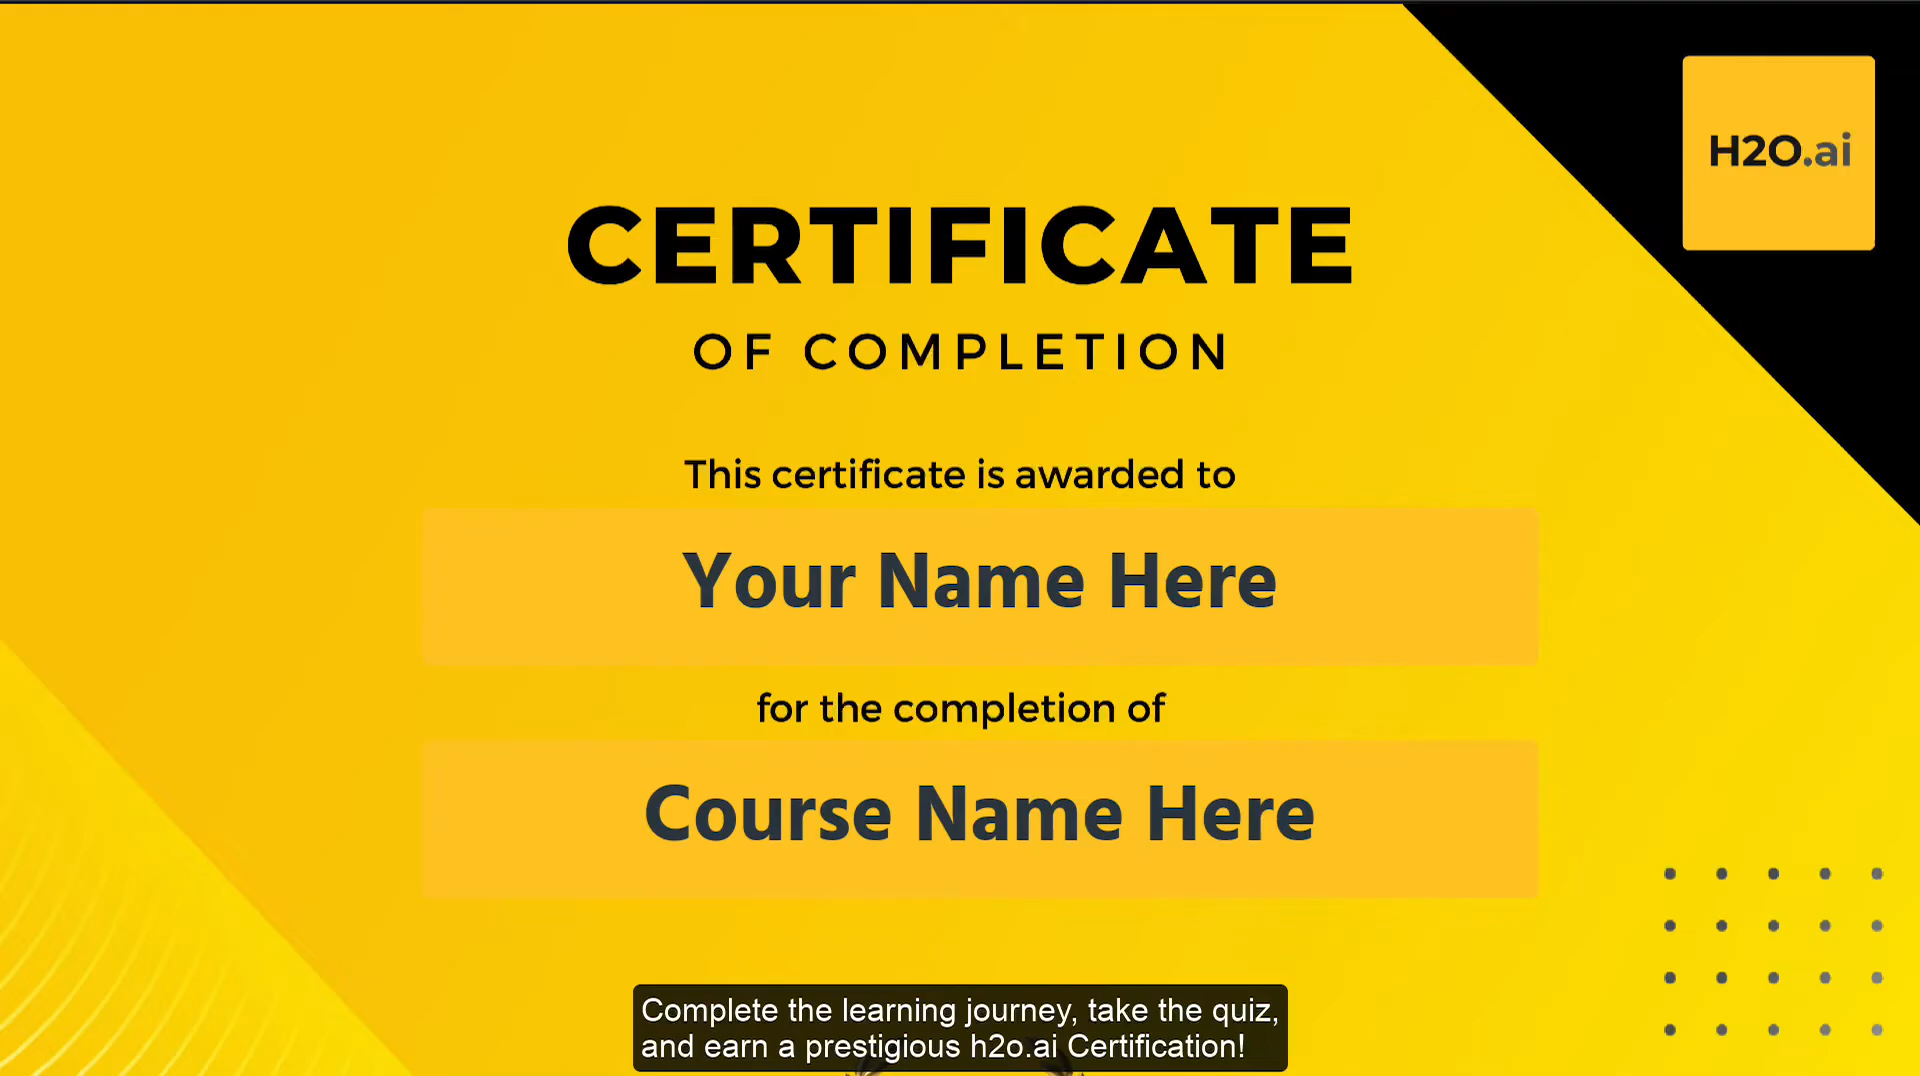 H2O.ai
CERTIFICATE
OF COMPLETION
This certificate is awarded to
Your Name Here
for the completion of
Course Name Here
Complete the learning journey, take the quiz,
and earn a prestigious h2o.ai Certification!